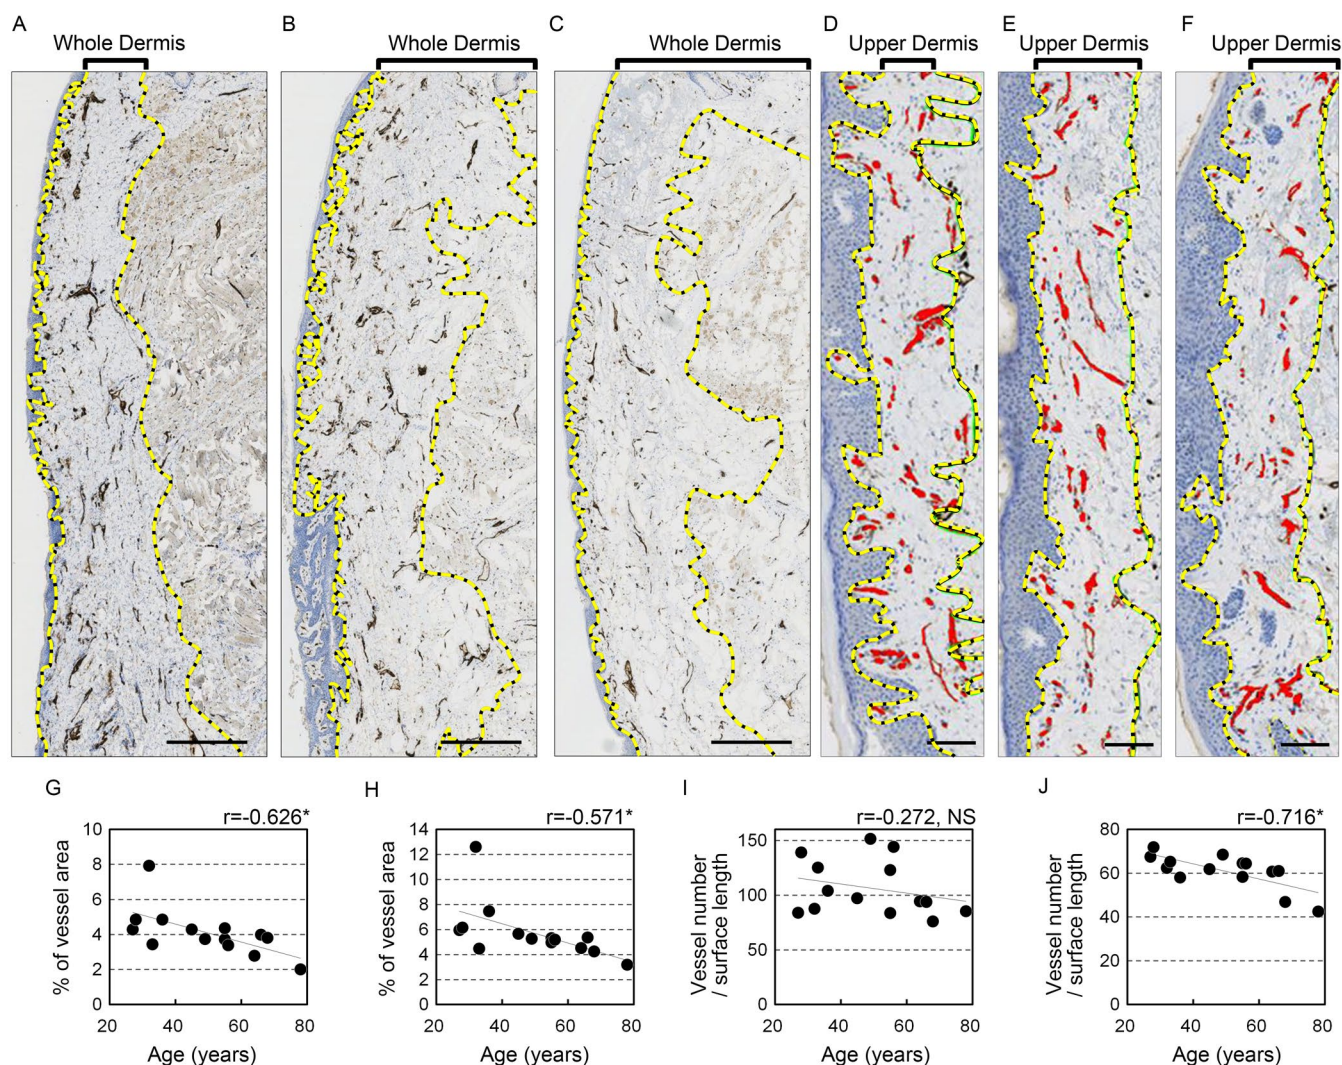 A
B
C
D
E
F
Whole Dermis
Whole Dermis
Whole Dermis
Upper Dermis
Upper Dermis
Upper Dermis
G
r=-0.626*
% of vessel area
10
8
6
4
2
0
20
40
60
80
Age (years)
H
r=-0.571*
% of vessel area
14
12
10
8
6
4
2
0
20
40
60
80
Age (years)
I
r=-0.272, NS
Vessel number
/ surface length
150
100
50
0
20
40
60
80
Age (years)
J
r=-0.716*
Vessel number
/ surface length
80
60
40
20
0
20
40
60
80
Age (years)